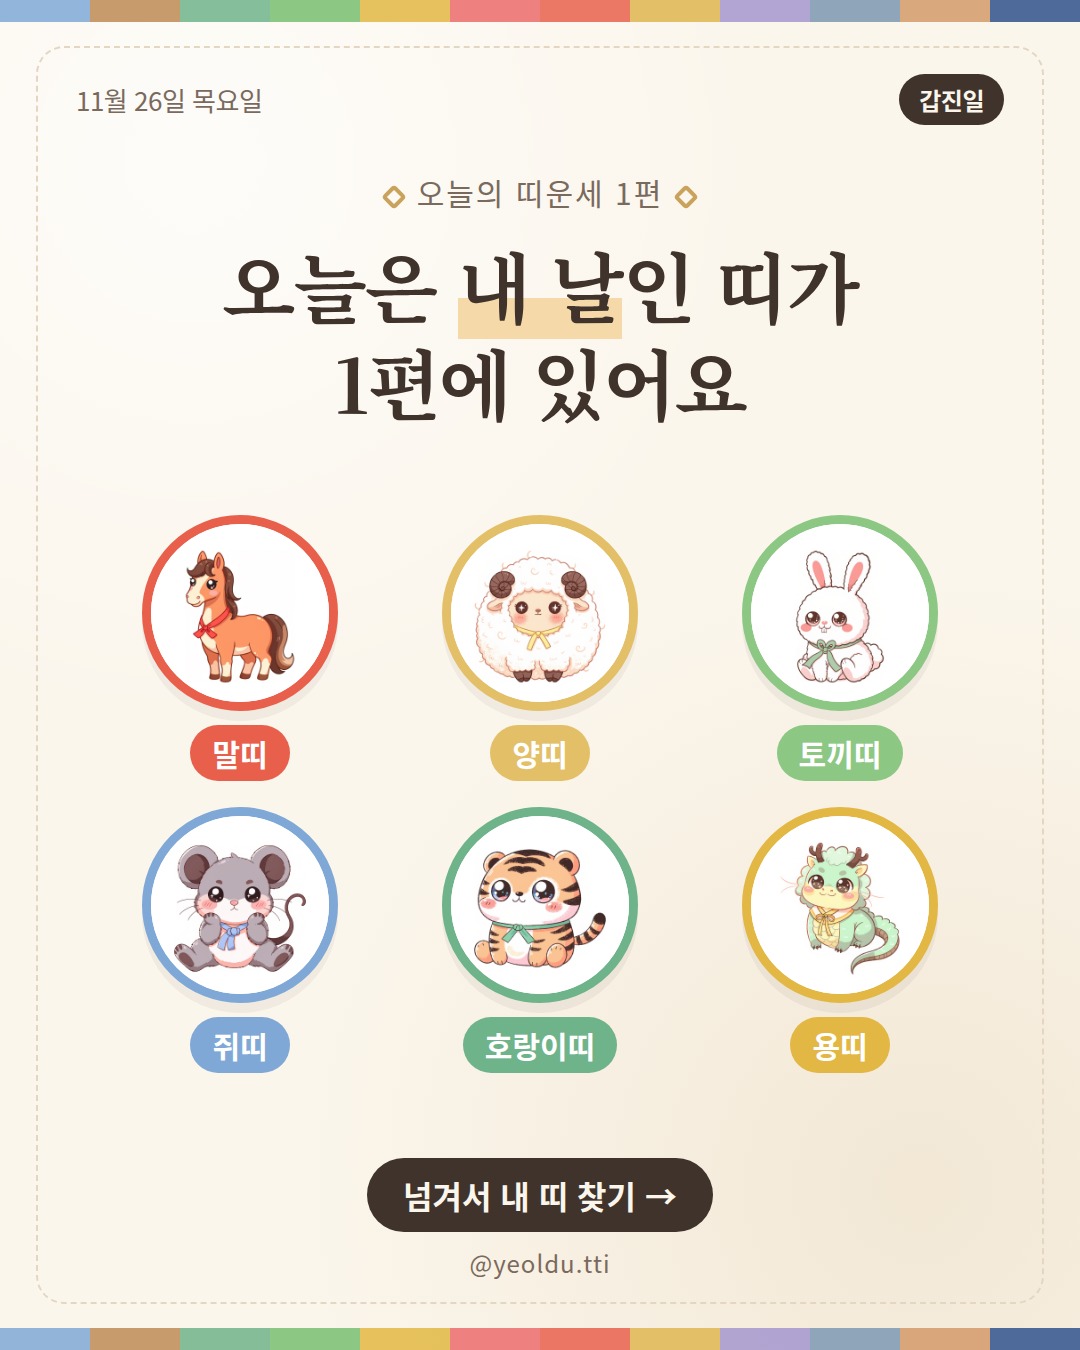 11월 26일 목요일
갑진일
오늘의 띠운세 1편
오늘은 내 날인 띠가
1편에 있어요
말띠
양띠
토끼띠
쥐띠
호랑이띠
용띠
넘겨서 내 띠 찾기 →
@yeoldu.tti